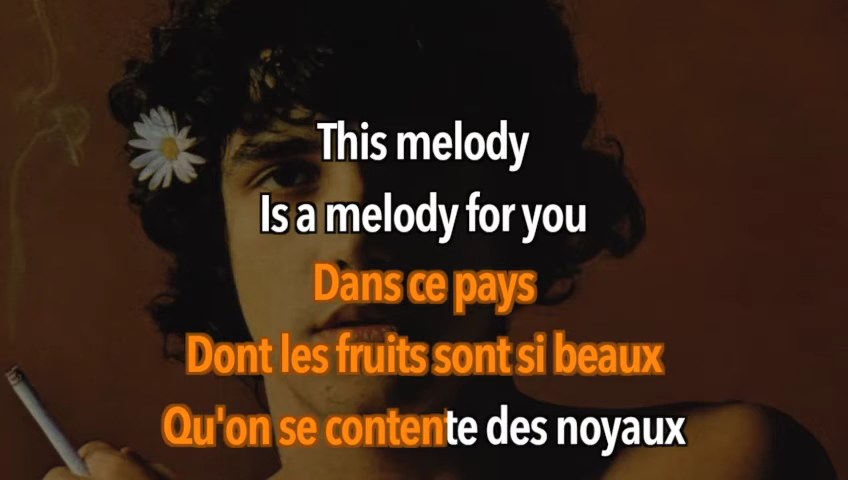 This melody
Is a melody for you
Dans ce pays
Dont les fruits sont si beaux
Qu'on se contente des noyaux